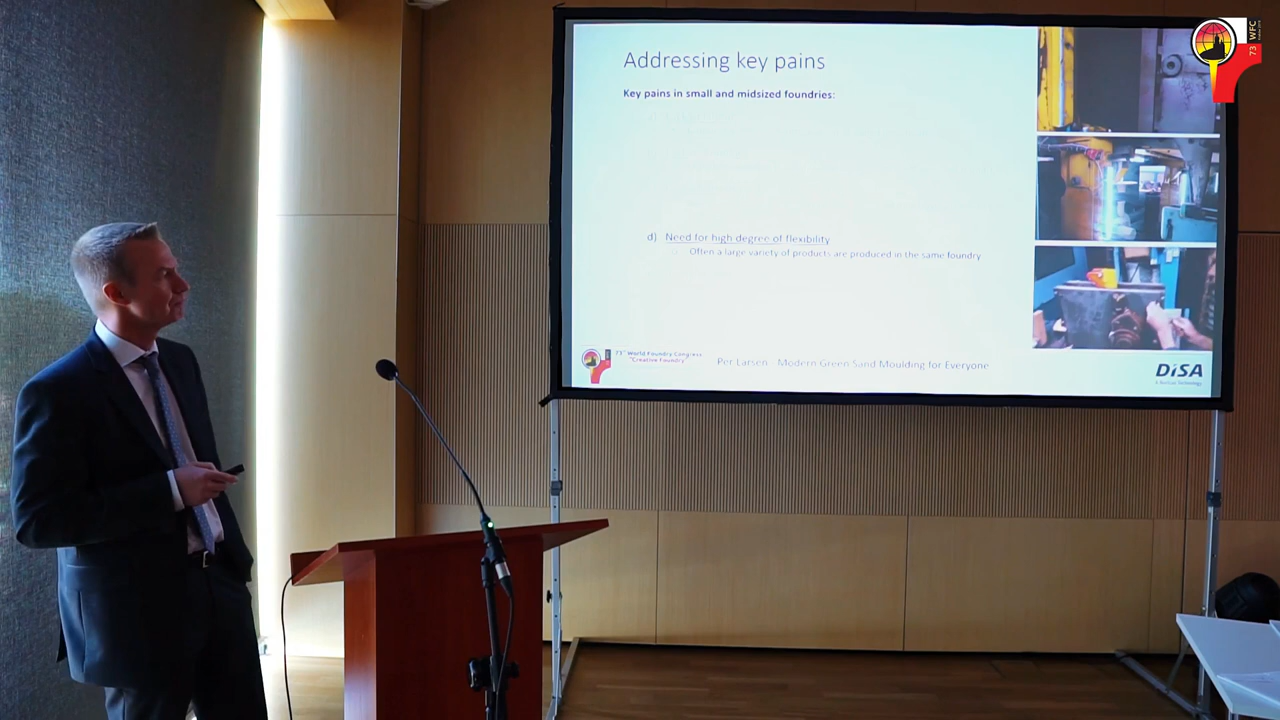 Addressing key pains
Key pains in small and midsized foundries:
d) Need for high degree of flexibility
Often a large variety of products are produced in the same foundry
73rd World Foundry Congress
"Creative Foundry"
Per Larsen Modern Green Sand Moulding for Everyone
DiSA
A Norican Technology
73 WFC